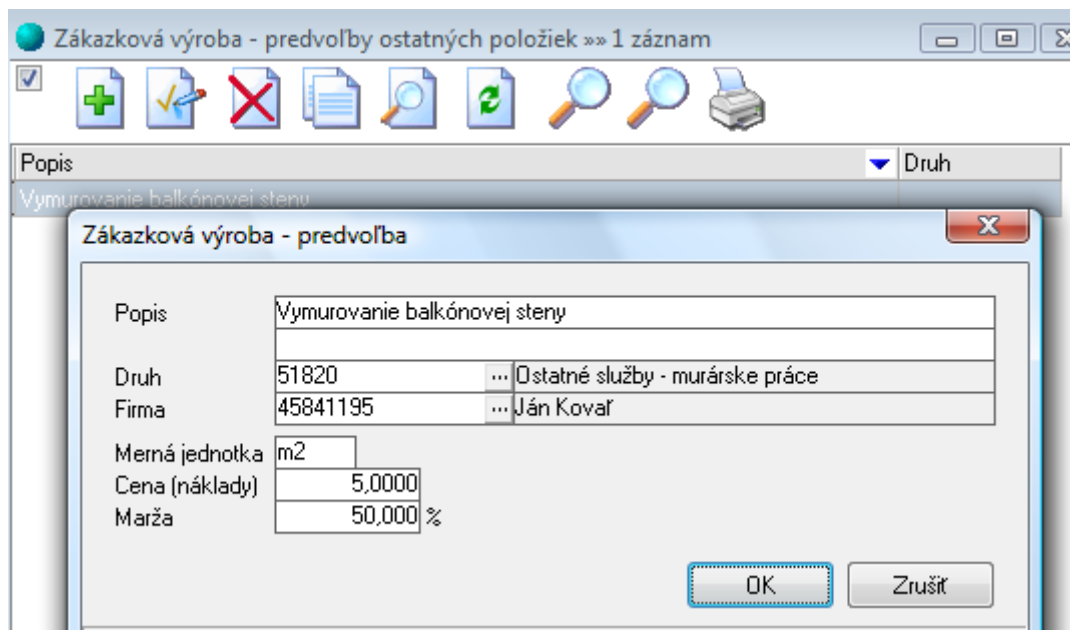 Zákazková výroba - predvoľby ostatných položiek »» 1 záznam
Popis Druh
Vymurovanie balkónovej steny
Zákazková výroba - predvoľba
Popis Vymurovanie balkónovej steny
Druh 51820 ... Ostatné služby - murárske práce
Firma 45841195 ... Ján Kovaľ
Merná jednotka m2
Cena (náklady) 5,0000
Marža 50,000 %
OK Zrušiť